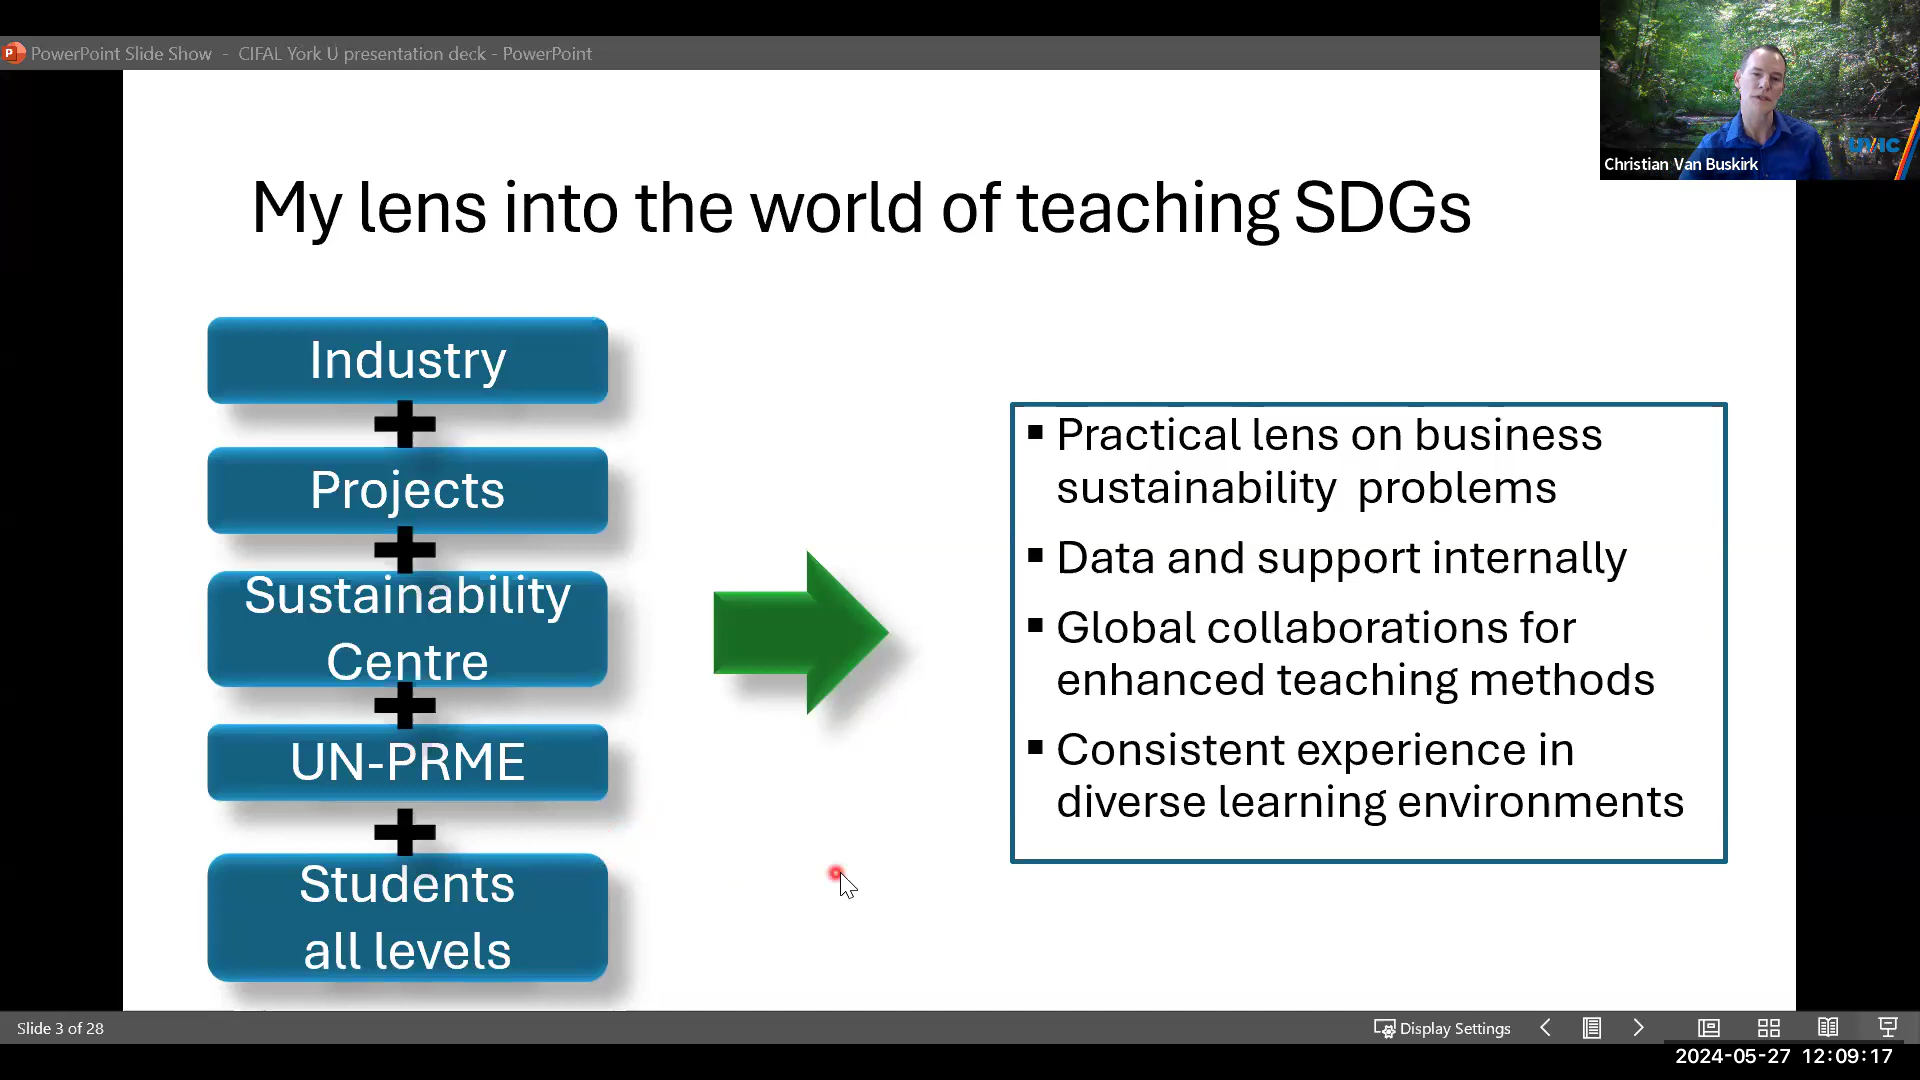 PowerPoint Slide Show - CIFAL York U presentation deck - PowerPoint
UVIC
Christian Van Buskirk
My lens into the world of teaching SDGs
Industry
Projects
Sustainability
Centre
UN-PRME
Students
all levels
▪ Practical lens on business
sustainability problems
▪ Data and support internally
▪ Global collaborations for
enhanced teaching methods
▪ Consistent experience in
diverse learning environments
Slide 3 of 28
Display Settings
2024-05-27 12:09:17